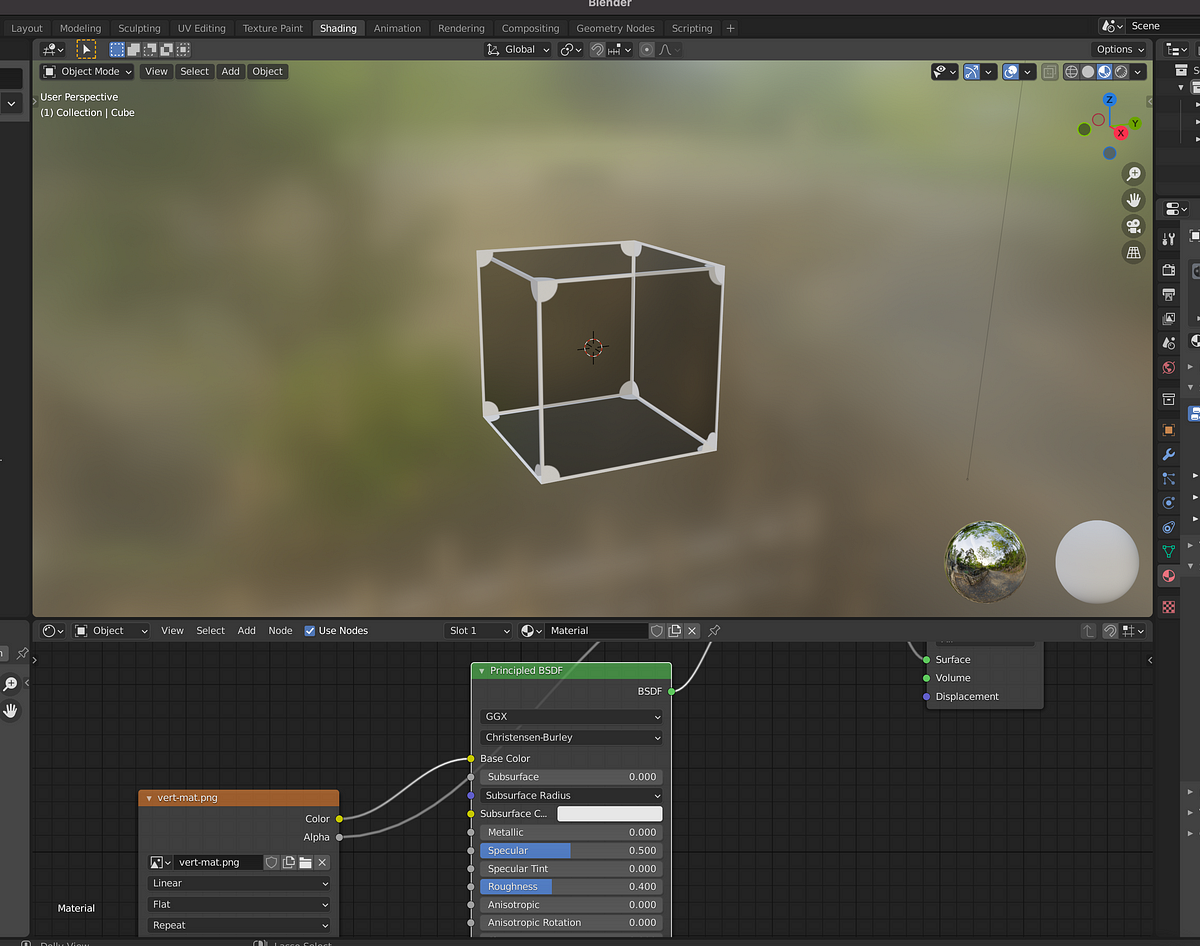 Blender
Layout Modeling Sculpting UV Editing Texture Paint Shading Animation Rendering Compositing Geometry Nodes Scripting + Scene
Global Options
Object Mode View Select Add Object
User Perspective
(1) Collection | Cube
Z
Y
X
Object View Select Add Node Use Nodes Slot 1 Material
Principled BSDF
Surface
Volume
BSDF
Displacement
GGX
Christensen-Burley
Base Color
Subsurface 0.000
Subsurface Radius
vert-mat.png
Subsurface C...
Color
Metallic 0.000
Alpha
Specular 0.500
vert-mat.png
Specular Tint 0.000
Linear
Roughness 0.400
Flat
Anisotropic 0.000
Material
Repeat
Anisotropic Rotation 0.000
Dolly View Lasso Select